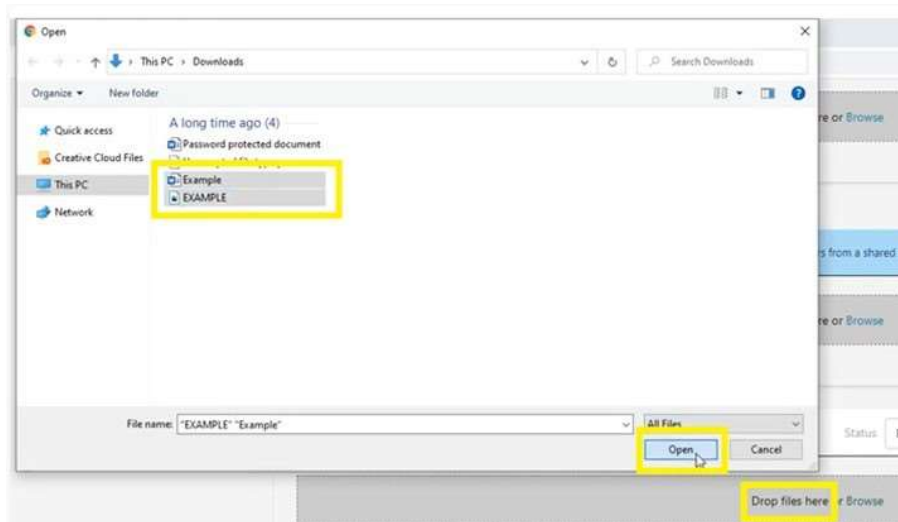 Open
This PC > Downloads
Search Downloads
Organize
New folder
Quick access
Creative Cloud Files
This PC
Network
A long time ago (4)
Password protected document
Example
EXAMPLE
re or Browse
s from a shared
re or Browse
File name: "EXAMPLE" "Example"
All Files
Status
Open
Cancel
Drop files here or Browse